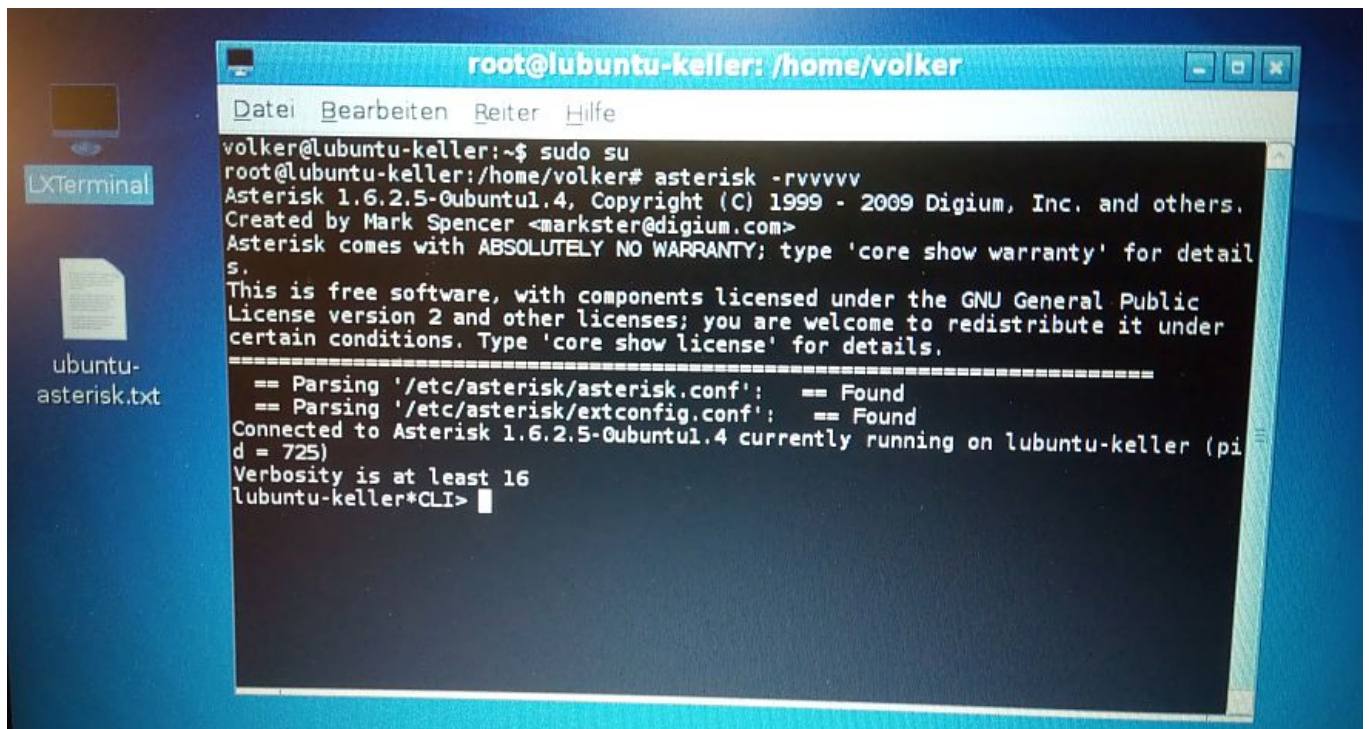 root@lubuntu-keller: /home/volker
Datei Bearbeiten Reiter Hilfe
volker@lubuntu-keller:~$ sudo su
root@lubuntu-keller:/home/volker# asterisk -rvvvvv
Asterisk 1.6.2.5-0ubuntu1.4, Copyright (C) 1999 - 2009 Digium, Inc. and others.
Created by Mark Spencer <markster@digium.com>
Asterisk comes with ABSOLUTELY NO WARRANTY; type 'core show warranty' for detail
s.
This is free software, with components licensed under the GNU General Public
License version 2 and other licenses; you are welcome to redistribute it under
certain conditions. Type 'core show license' for details.
=========================================================================
== Parsing '/etc/asterisk/asterisk.conf': == Found
== Parsing '/etc/asterisk/extconfig.conf': == Found
Connected to Asterisk 1.6.2.5-0ubuntu1.4 currently running on lubuntu-keller (pi
d = 725)
Verbosity is at least 16
lubuntu-keller*CLI>
LXTerminal
ubuntu-
asterisk.txt